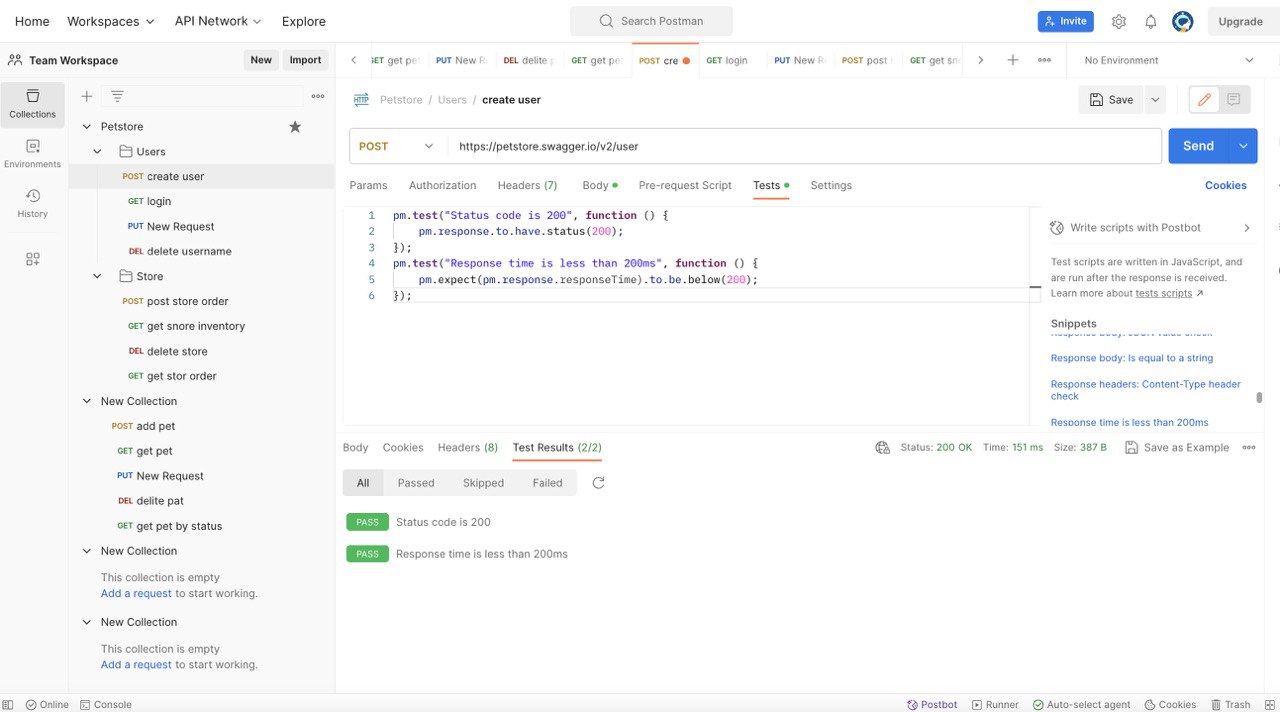 Home Workspaces API Network Explore Search Postman Invite Upgrade
Team Workspace New Import
GET get pet PUT New R DEL delite GET get pe POST cre GET login PUT New R POST post GET get sno No Environment
Collections
Environments
History
Petstore
Users
POST create user
GET login
PUT New Request
DEL delete username
Store
POST post store order
GET get snore inventory
DEL delete store
GET get stor order
New Collection
POST add pet
GET get pet
PUT New Request
DEL delite pat
GET get pet by status
New Collection
This collection is empty
Add a request to start working.
New Collection
This collection is empty
Add a request to start working.
HTTP Petstore / Users / create user Save
POST https://petstore.swagger.io/v2/user Send
Params Authorization Headers (7) Body Pre-request Script Tests Settings Cookies
1 pm.test("Status code is 200", function () {
2 pm.response.to.have.status(200);
3 });
4 pm.test("Response time is less than 200ms", function () {
5 pm.expect(pm.response.responseTime).to.be.below(200);
6 });
Write scripts with Postbot
Test scripts are written in JavaScript, and
are run after the response is received.
Learn more about tests scripts
Snippets
Response body: JSON value check
Response body: Is equal to a string
Response headers: Content-Type header
check
Response time is less than 200ms
Body Cookies Headers (8) Test Results (2/2) Status: 200 OK Time: 151 ms Size: 387 B Save as Example
All Passed Skipped Failed
PASS Status code is 200
PASS Response time is less than 200ms
Online Console Postbot Runner Auto-select agent Cookies Trash